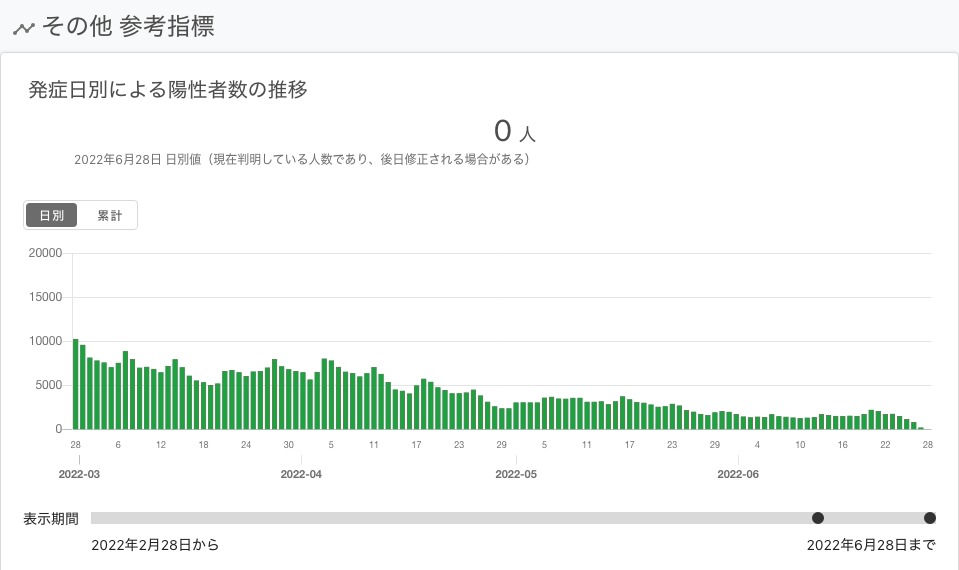 その他 参考指標
発症日別による陽性者数の推移
0 人
2022年6月28日 日別値（現在判明している人数であり、後日修正される場合がある）
日別 累計
20000
15000
10000
5000
0
28 6 12 18 24 30 5 11 17 23 29 5 11 17 23 29 4 10 16 22 28
2022-03 2022-04 2022-05 2022-06
表示期間
2022年2月28日から 2022年6月28日まで